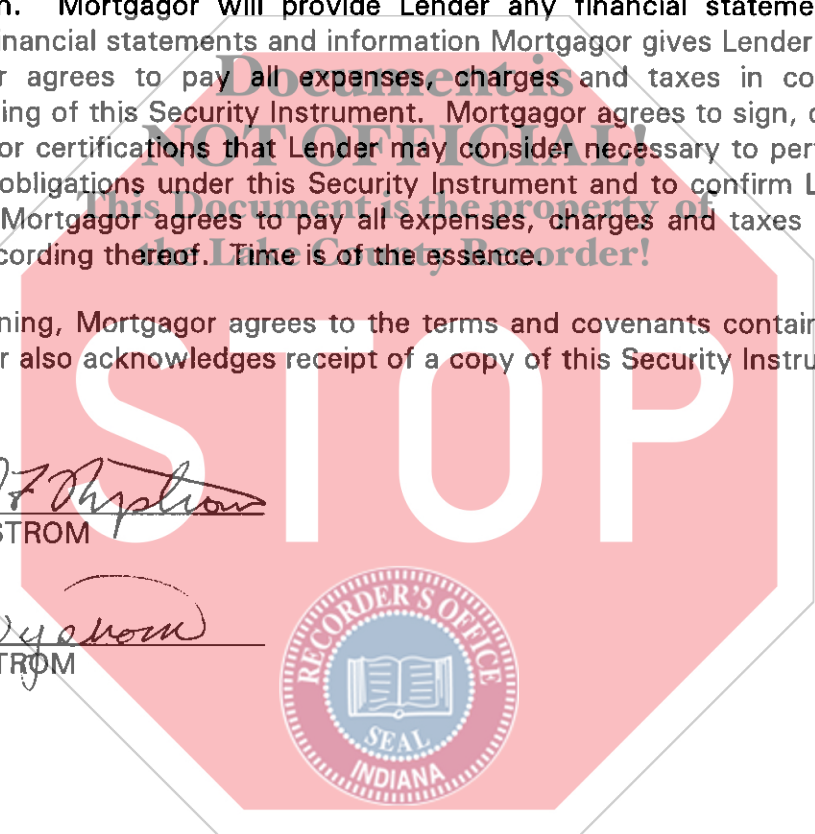 n. Mortgagor will provide Lender any financial stateme
inancial statements and information Mortgagor gives Lender
r agrees to pay all expenses, charges and taxes in co
Document is
ing of this Security Instrument. Mortgagor agrees to sign,
NOT OFFICIAL!
or certifications that Lender may consider necessary to per
obligations under this Security Instrument and to confirm L
This Document is the property of
Mortgagor agrees to pay all expenses, charges and taxes
the Lake County Recorder!
cording thereof. Time is of the essence.
ning, Mortgagor agrees to the terms and covenants contai
r also acknowledges receipt of a copy of this Security Instru
STOP
STROM
TROM
RECORDER'S OFFICE
SEAL
INDIANA